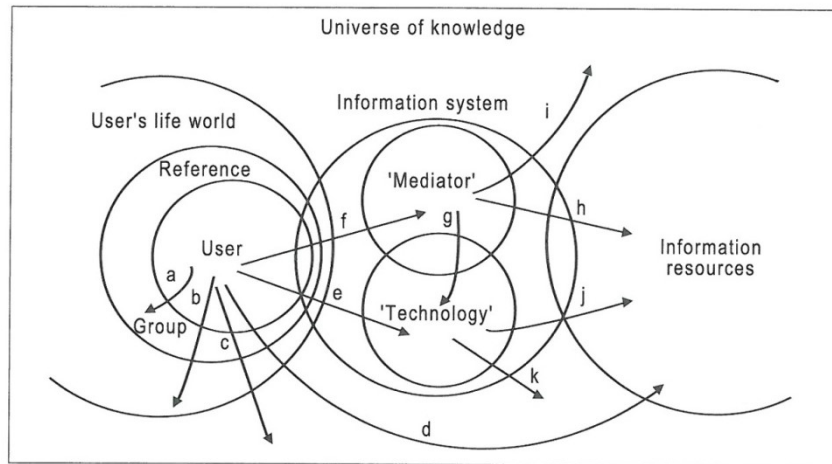 Universe of knowledge
Information system
i
User's life world
Reference
'Mediator'
f
g
h
User
Information
resources
a
b
e
'Technology'
j
Group
c
k
d